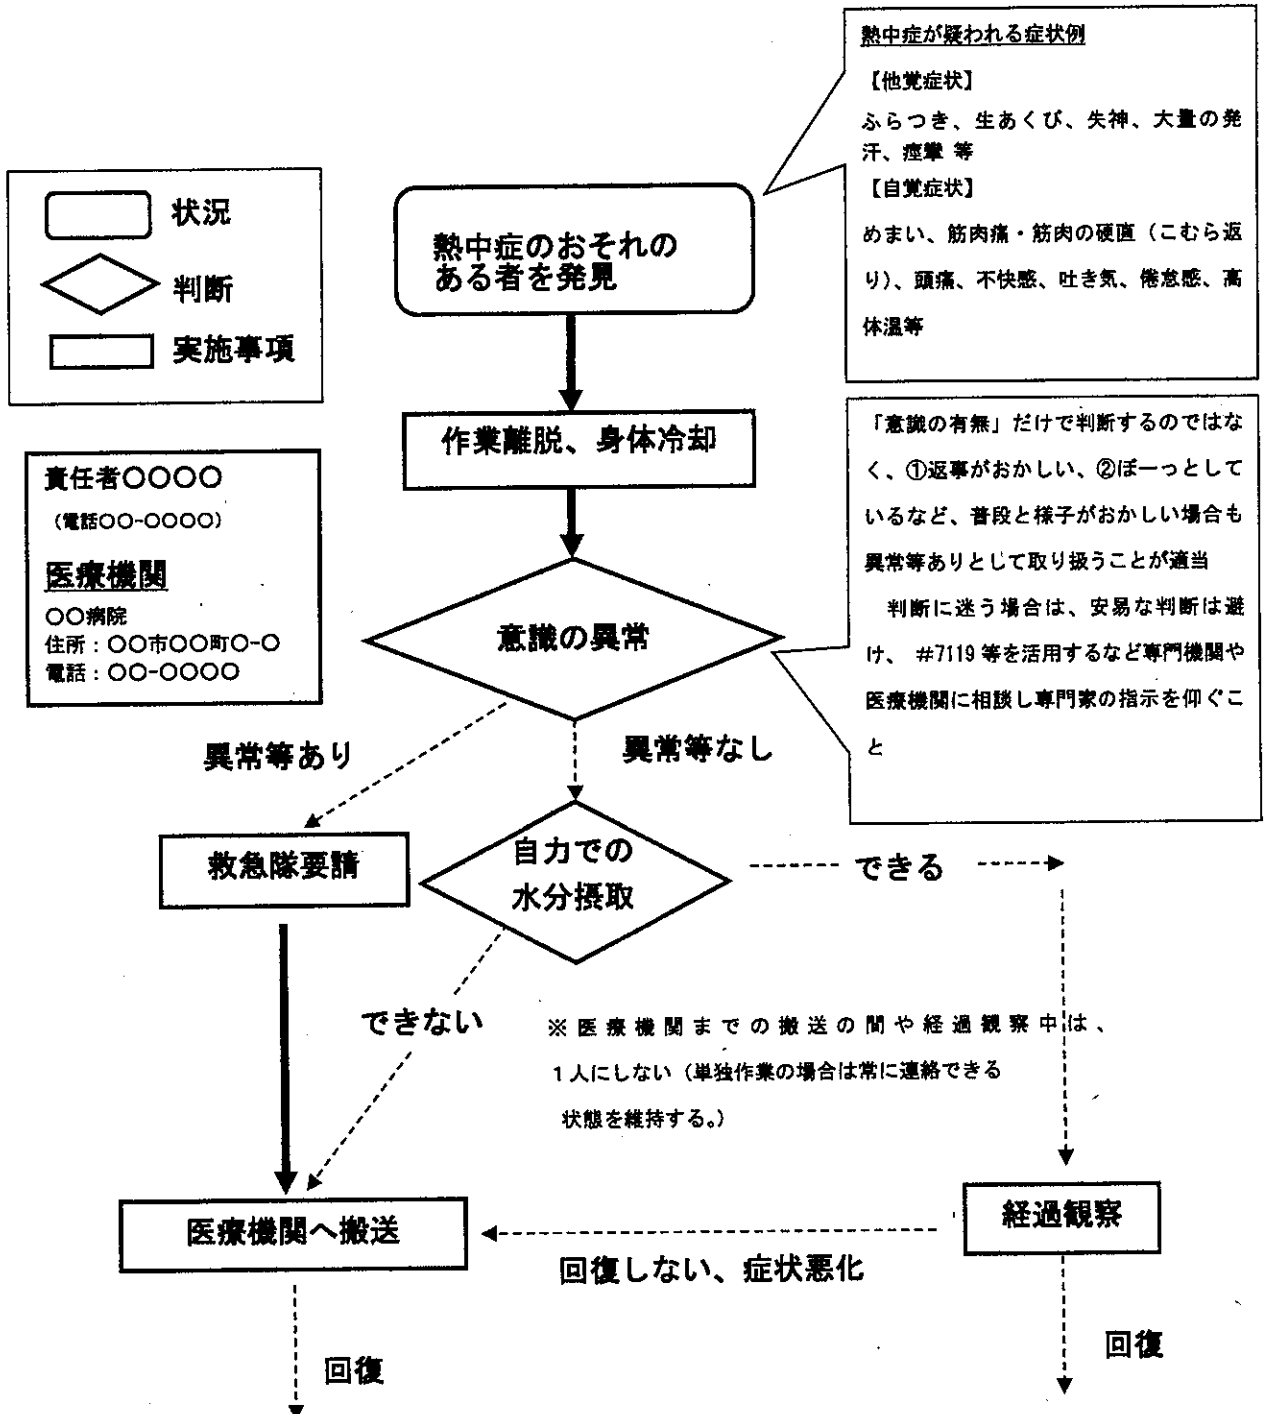 熱中症が疑われる症状例
【他覚症状】
ふらつき、生あくび、失神、大量の発
汗、痙攣 等
【自覚症状】
めまい、筋肉痛・筋肉の硬直（こむら返
り）、頭痛、不快感、吐き気、倦怠感、高
体温等
状況
判断
実施事項
熱中症のおそれの
ある者を発見
作業離脱、身体冷却
責任者〇〇〇〇
（電話〇〇-〇〇〇〇）
医療機関
〇〇病院
住所：〇〇市〇〇町〇-〇
電話：〇〇-〇〇〇〇
「意識の有無」だけで判断するのではな
く、①返事がおかしい、②ぼーっとして
いるなど、普段と様子がおかしい場合も
異常等ありとして取り扱うことが適当
判断に迷う場合は、安易な判断は避
け、 #7119 等を活用するなど専門機関や
医療機関に相談し専門家の指示を仰ぐこ
と
意識の異常
異常等あり
異常等なし
救急隊要請
自力での
水分摂取
できる
できない
※医療機関までの搬送の間や経過観察中は、
1人にしない（単独作業の場合は常に連絡できる
状態を維持する。）
医療機関へ搬送
経過観察
回復しない、症状悪化
回復
回復